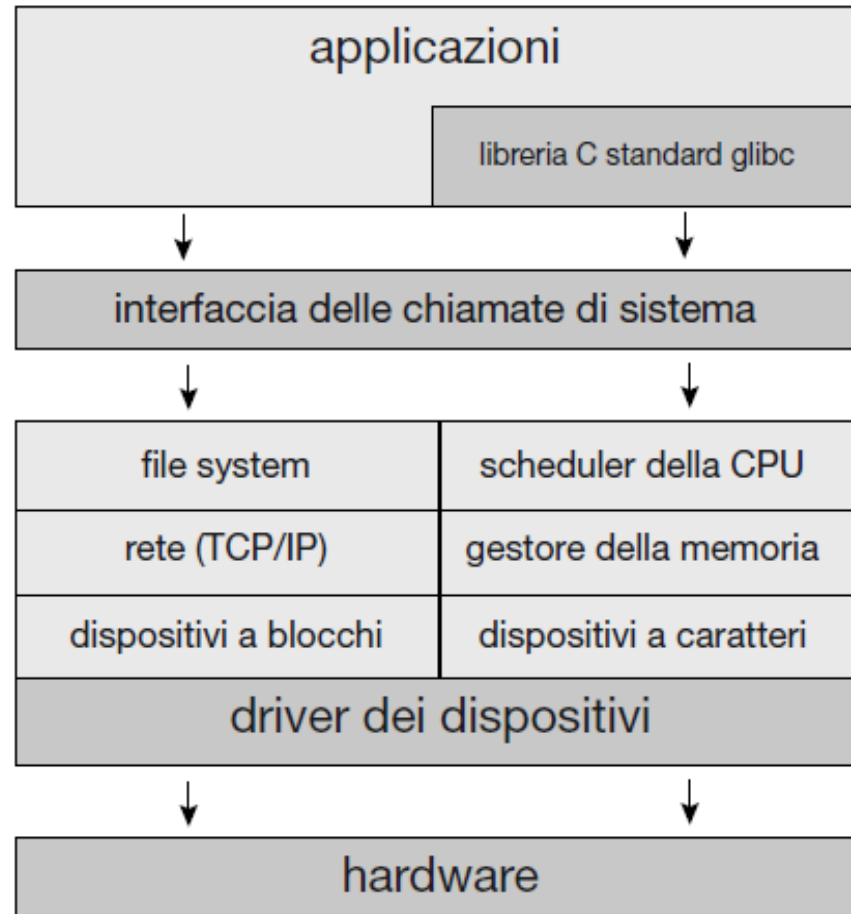 applicazioni
libreria C standard glibc
interfaccia delle chiamate di sistema
file system
scheduler della CPU
rete (TCP/IP)
gestore della memoria
dispositivi a blocchi
dispositivi a caratteri
driver dei dispositivi
hardware